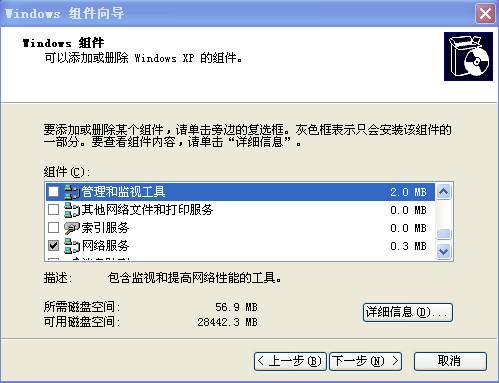 Windows 组件向导
Windows 组件
可以添加或删除 Windows XP 的组件。
要添加或删除某个组件，请单击旁边的复选框。灰色框表示只会安装该组件的
一部分。要查看组件内容，请单击“详细信息”。
组件(C):
管理和监视工具 2.0 MB
其他网络文件和打印服务 0.0 MB
索引服务 0.0 MB
网络服务 0.3 MB
描述: 包含监视和提高网络性能的工具。
所需磁盘空间: 56.9 MB
可用磁盘空间: 28442.3 MB
详细信息(D)...
< 上一步(B) 下一步(N) > 取消